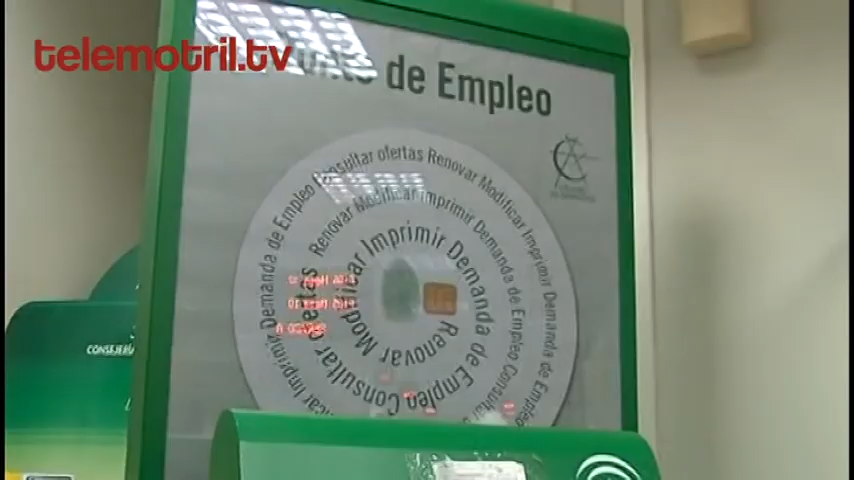 telemotril.tv
de Empleo
Demanda de Empleo Consultar ofertas Renovar Modificar Imprimir Demanda de Empleo
Renovar Modificar Imprimir Demanda de Empleo Consultar
Modificar Imprimir Demanda de Empleo Consultar ofertas
Renovar
CONSEJERÍA